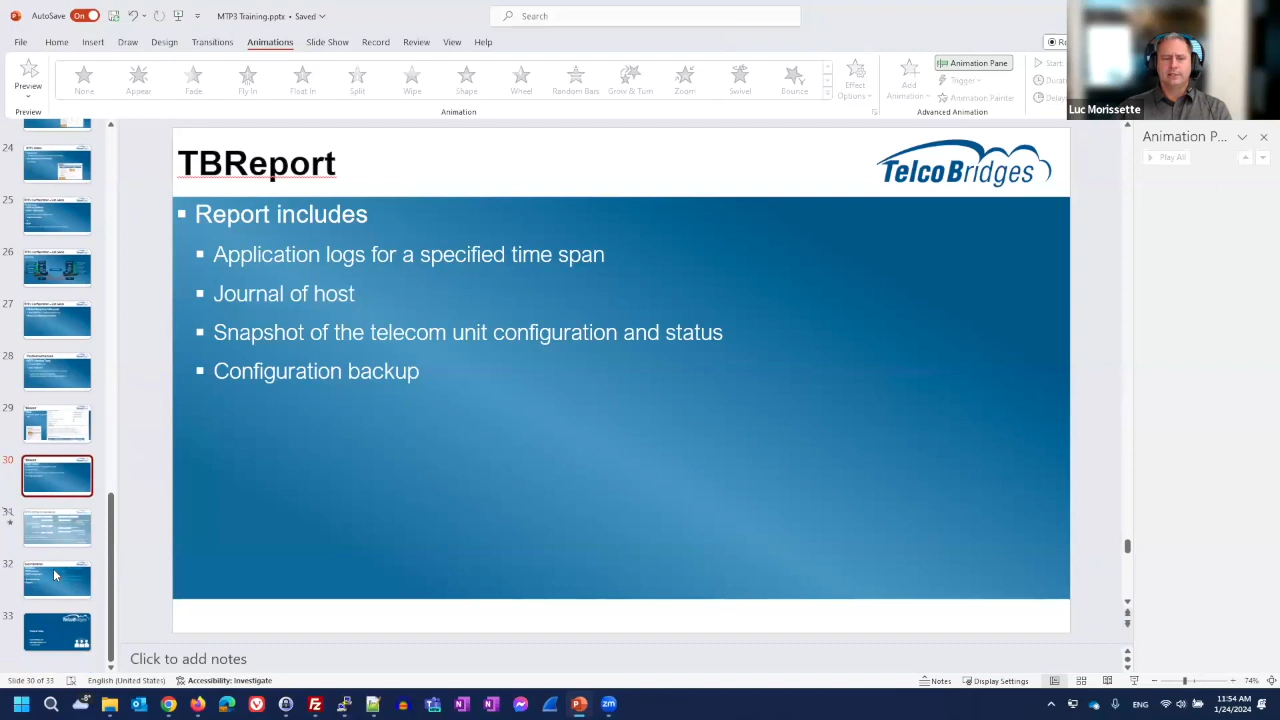 AutoSave
On
TMG Training.pptx • Saved
Search
File
Home
Insert
Draw
Design
Transitions
Animations
Slide Show
Record
Review
View
Help
Preview
None
Appear
Fade
Fly In
Float In
Split
Wipe
Shape
Wheel
Random Bars
Grow & Turn
Zoom
Swivel
Bounce
Effect
Options
Add
Animation
Animation Pane
Trigger
Animation Painter
Start:
Preview
Animation
Advanced Animation
Luc Morissette
Animation P...
Play All
24
25
26
27
28
29
30
31
32
33
TBReport
TelcoBridges
Report includes
Application logs for a specified time span
Journal of host
Snapshot of the telecom unit configuration and status
Configuration backup
TelcoBridges
Click to add notes
Slide 30 of 33
English (United States)
Accessibility: Investigate
Notes
Display Settings
74%
ENG
11:54 AM
1/24/2024